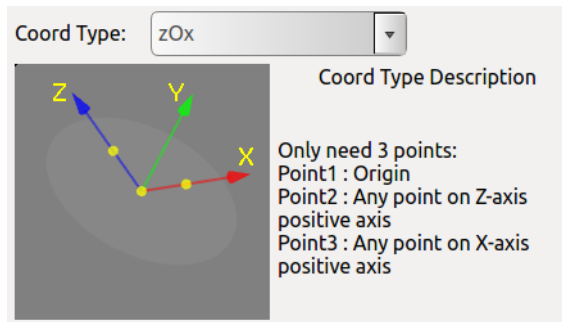 Coord Type: zOx
Z Y X
Coord Type Description
Only need 3 points:
Point1 : Origin
Point2 : Any point on Z-axis
positive axis
Point3 : Any point on X-axis
positive axis